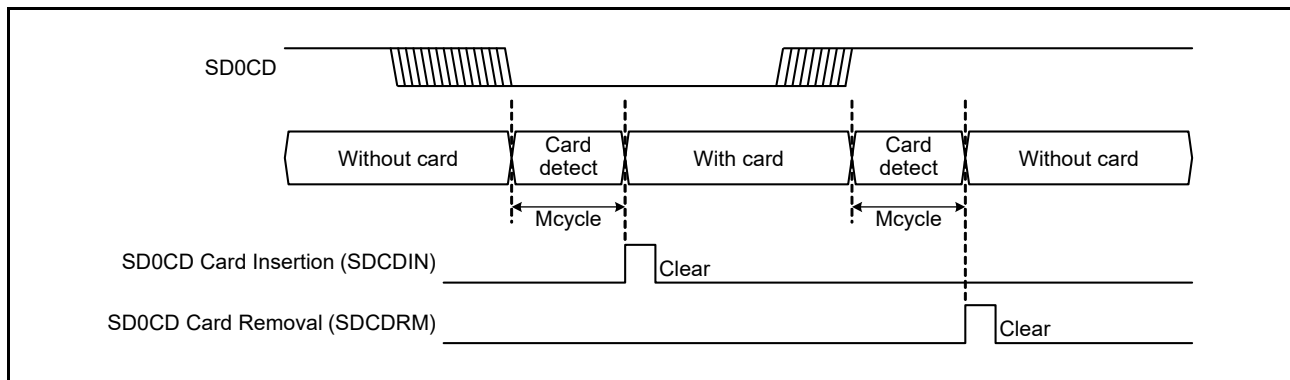 SD0CD
Without card
Card
detect
With card
Card
detect
Without card
Mcycle
Mcycle
SD0CD Card Insertion (SDCDIN)
Clear
SD0CD Card Removal (SDCDRM)
Clear